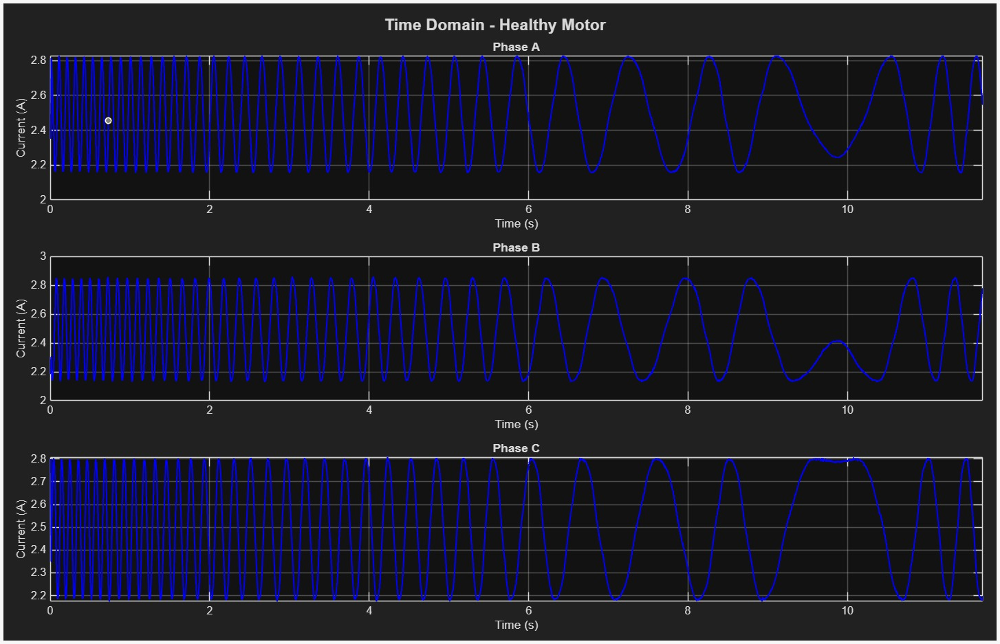 Time Domain - Healthy Motor
Phase A
Current (A)
2.8
2.6
2.4
2.2
2
0 2 4 6 8 10
Time (s)
Phase B
Current (A)
3
2.8
2.6
2.4
2.2
2
0 2 4 6 8 10
Time (s)
Phase C
Current (A)
2.8
2.7
2.6
2.5
2.4
2.3
2.2
0 2 4 6 8 10
Time (s)